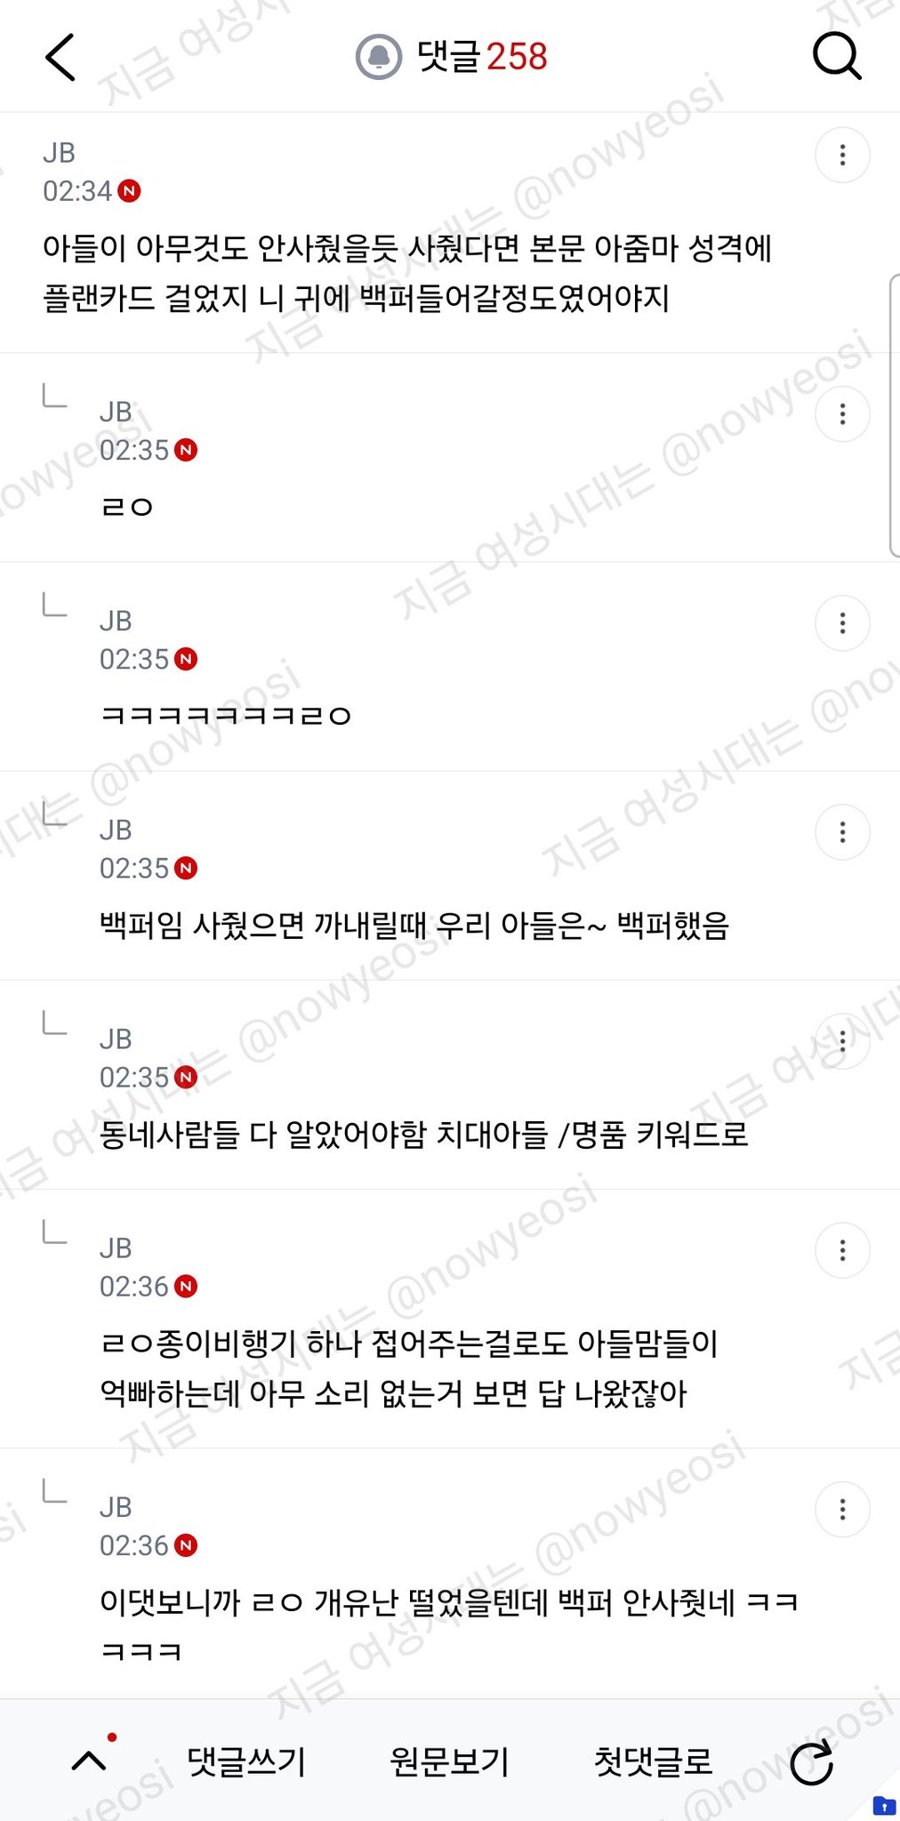 댓글 258
JB
02:34 N
아들이 아무것도 안사줬을듯 사줬다면 본문 아줌마 성격에
플랜카드 걸었지 니 귀에 백퍼들어갈정도였어야지
JB
02:35 N
ㄹㅇ
JB
02:35 N
ㅋㅋㅋㅋㅋㅋㅋㄹㅇ
JB
02:35 N
백퍼임 사줬으면 까내릴때 우리 아들은~ 백퍼했음
JB
02:35 N
동네사람들 다 알았어야함 치대아들 /명품 키워드로
JB
02:36 N
ㄹㅇ종이비행기 하나 접어주는걸로도 아들맘들이
억빠하는데 아무 소리 없는거 보면 답 나왔잖아
JB
02:36 N
이댓보니까 ㄹㅇ 개유난 떨었을텐데 백퍼 안사줫네 ㅋㅋ
ㅋㅋㅋ
댓글쓰기 원문보기 첫댓글로
지금 여성시대는 @nowyeosi